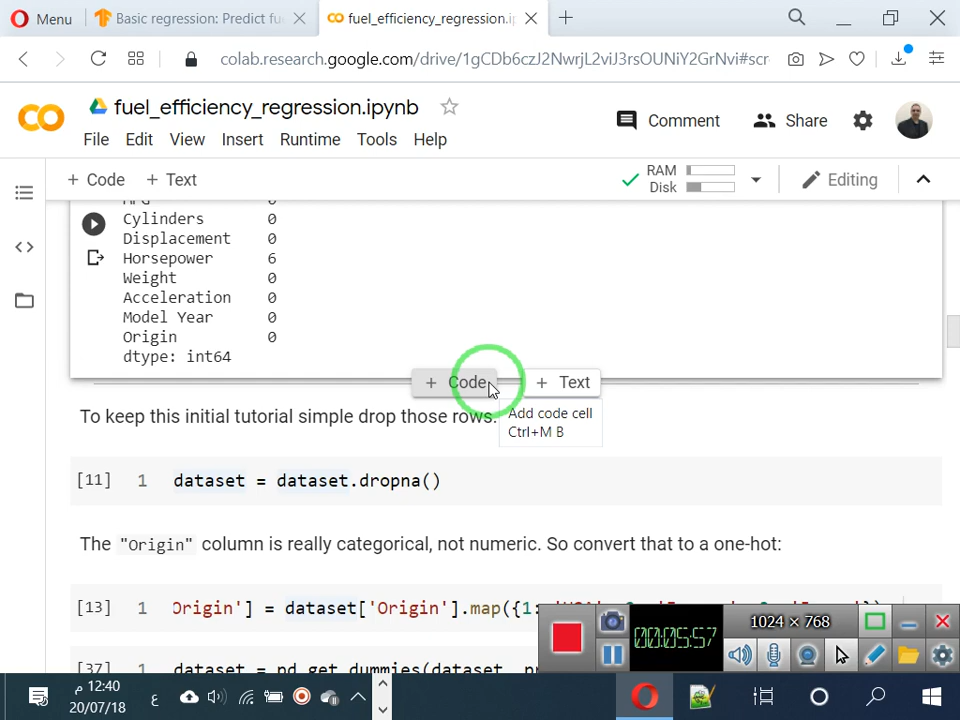 Menu
Basic regression: Predict fu
fuel_efficiency_regression.i
colab.research.google.com/drive/1gCDb6czJ2NwrjL2viJ3rsOUNiY2GrNvi#scr
fuel_efficiency_regression.ipynb
File Edit View Insert Runtime Tools Help
Comment
Share
+ Code + Text
RAM
Disk
Editing
Cylinders 0
Displacement 0
Horsepower 6
Weight 0
Acceleration 0
Model Year 0
Origin 0
dtype: int64
+ Code
+ Text
Add code cell
Ctrl+M B
To keep this initial tutorial simple drop those rows.
[11] 1 dataset = dataset.dropna()
The "Origin" column is really categorical, not numeric. So convert that to a one-hot:
[13] 1 Origin'] = dataset['Origin'].map({1:
[37] 1 dataset = pd.get_dummies(dataset,
00:05:57
1024 × 768
12:40 م
20/07/18
ع